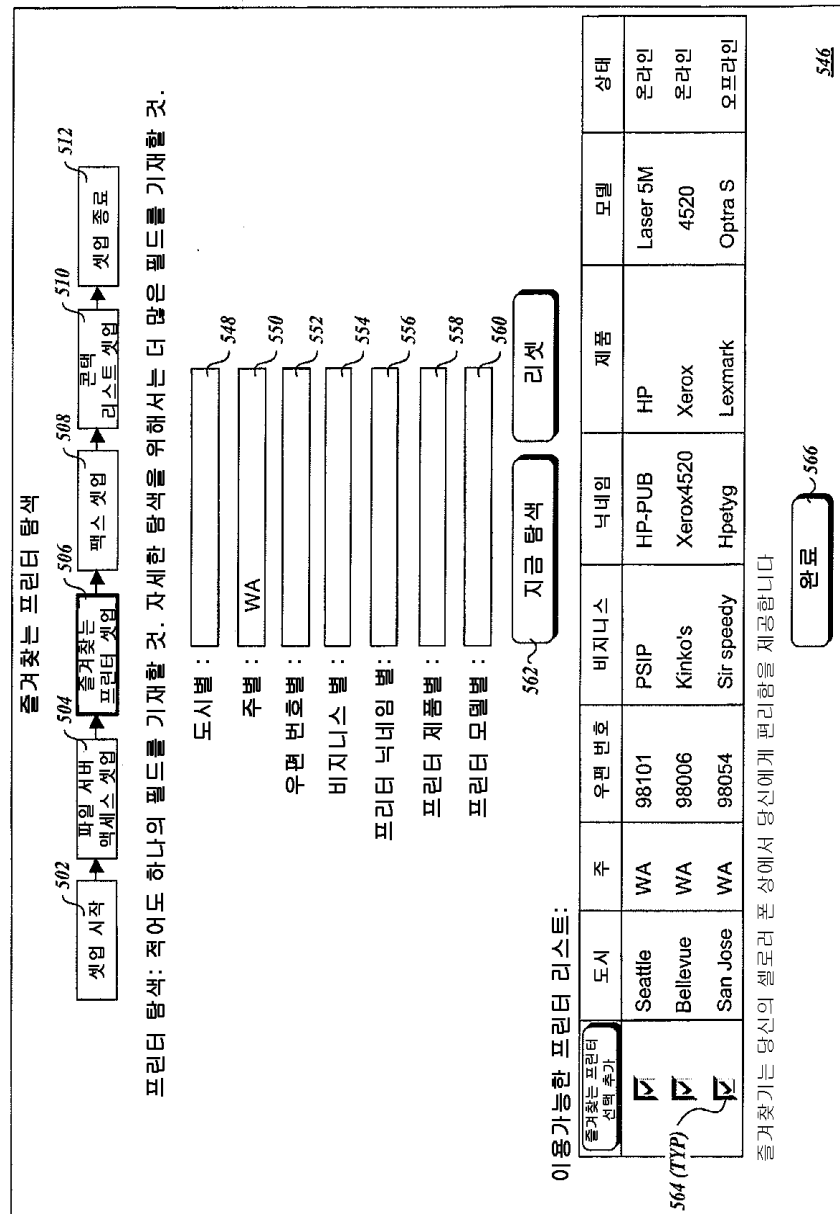 즐겨찾는 프린터 탐색
502
504
506
508
510
512
셋업 시작
파일 서버
액세스 셋업
즐겨찾는
프린터 셋업
팩스 셋업
콘택
리스트 셋업
셋업 종료
프린터 탐색: 적어도 하나의 필드를 기재할 것. 자세한 탐색을 위해서는 더 많은 필드를 기재할 것.
도시별 : 548
주별 : WA 550
우편 번호별 : 552
비지니스 별 : 554
프리터 닉네임 별: 556
프린터 제품별 : 558
프린터 모델별 : 560
562 지금 탐색 리셋
이용가능한 프린터 리스트:
즐겨찾는 프린터
선택 추가
도시 주 우편 번호 비지니스 닉네임 제품 모델 상태
Seattle WA 98101 PSIP HP-PUB HP Laser 5M 온라인
Bellevue WA 98006 Kinko's Xerox4520 Xerox 4520 온라인
San Jose WA 98054 Sir speedy Hpetyg Lexmark Optra S 오프라인
564 (TYP)
즐겨찾기는 당신의 셀로러 폰 상에서 당신에게 편리함을 제공합니다
완료 566
546